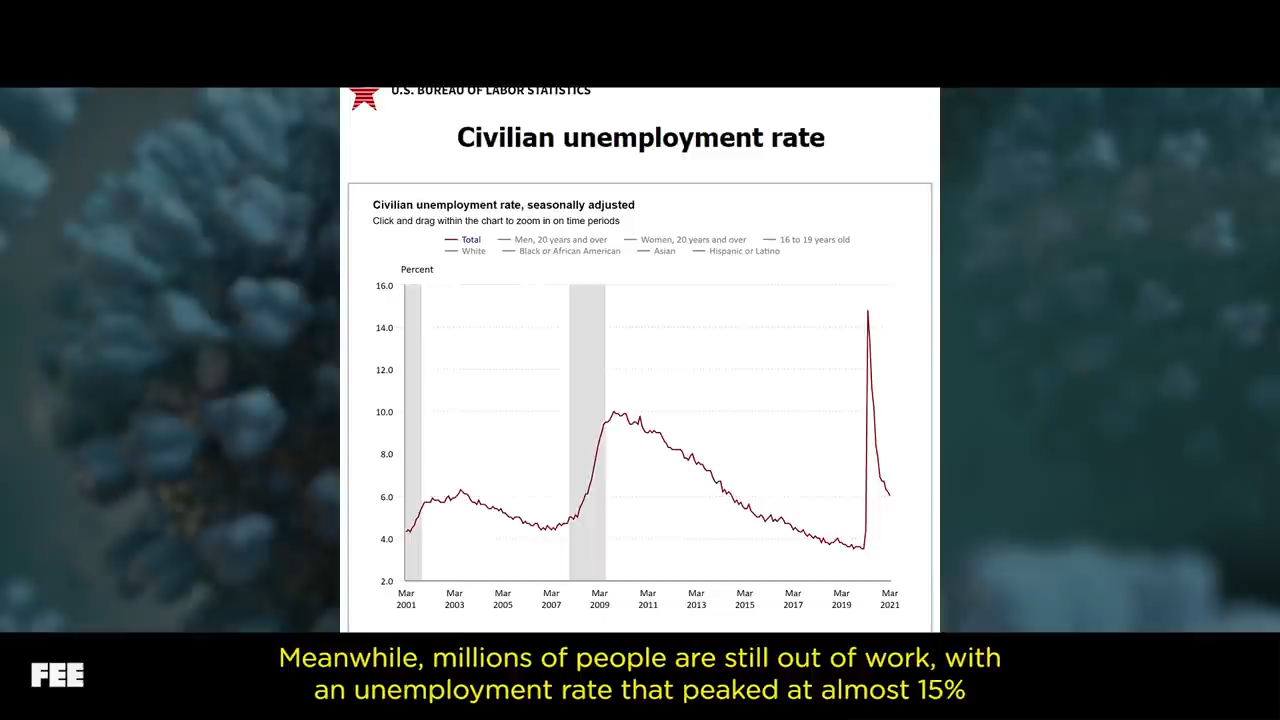 U.S. BUREAU OF LABOR STATISTICS
Civilian unemployment rate
Civilian unemployment rate, seasonally adjusted
Click and drag within the chart to zoom in on time periods
Total Men, 20 years and over Women, 20 years and over 16 to 19 years old
White Black or African American Asian Hispanic or Latino
Percent
16.0
14.0
12.0
10.0
8.0
6.0
4.0
2.0
Mar Mar Mar Mar Mar Mar Mar Mar Mar Mar Mar
2001 2003 2005 2007 2009 2011 2013 2015 2017 2019 2021
Meanwhile, millions of people are still out of work, with
an unemployment rate that peaked at almost 15%
FEE